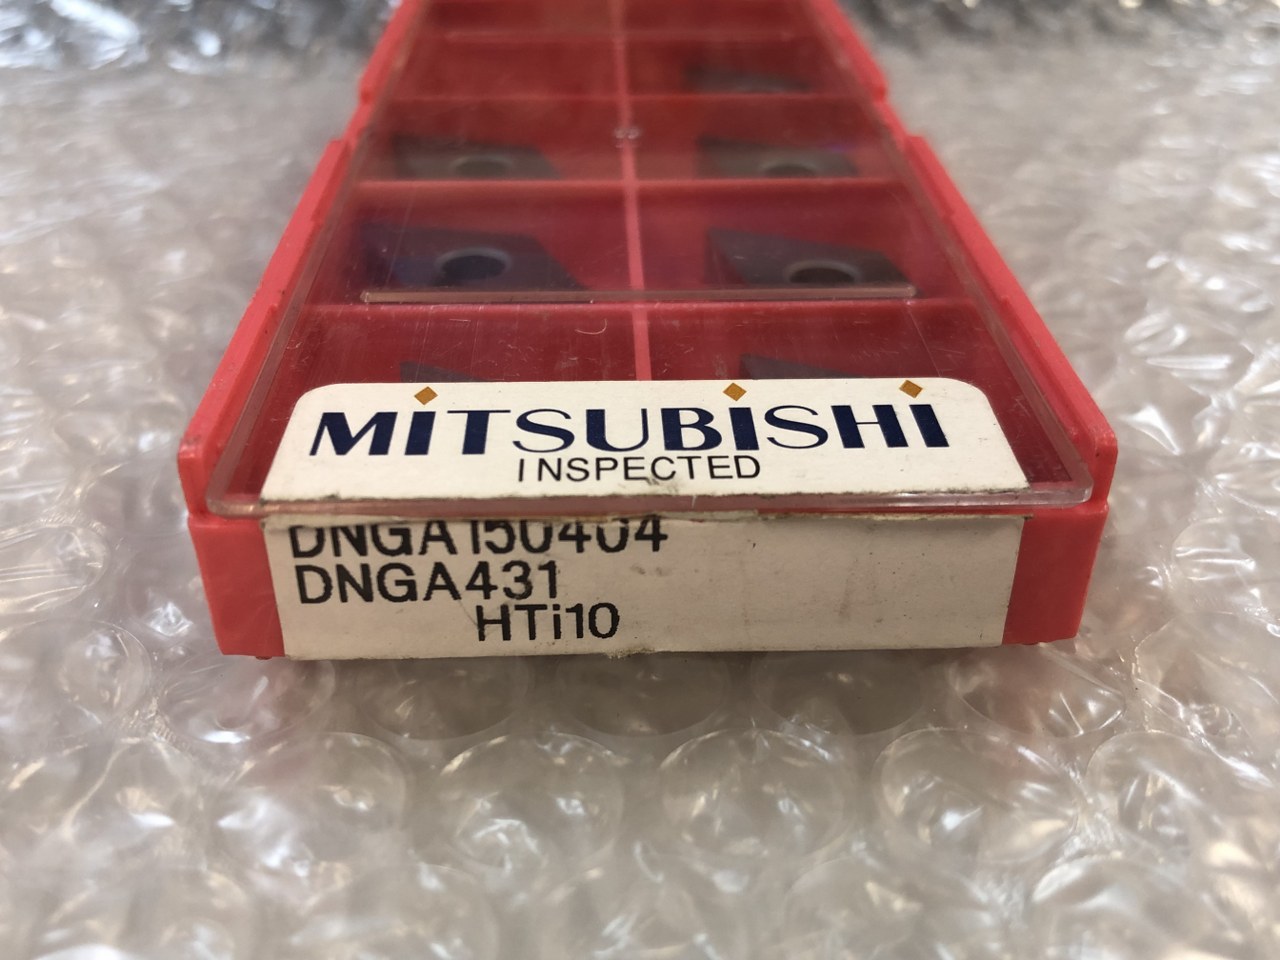 MiTSUBiSHi
INSPECTED
DNGA150404
DNGA431
HTi10